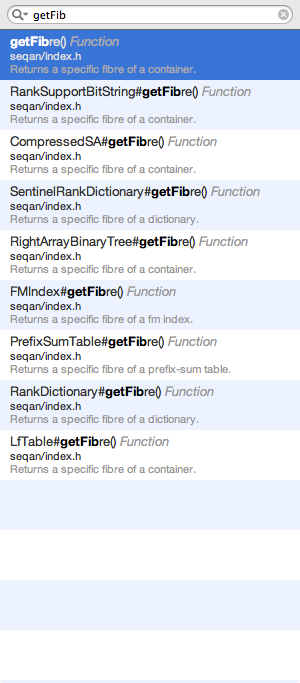 getFib
getFibre() Function
seqan/index.h
Returns a specific fibre of a container.
RankSupportBitString#getFibre() Function
seqan/index.h
Returns a specific fibre of a container.
CompressedSA#getFibre() Function
seqan/index.h
Returns a specific fibre of a container.
SentinelRankDictionary#getFibre() Function
seqan/index.h
Returns a specific fibre of a dictionary.
RightArrayBinaryTree#getFibre() Function
seqan/index.h
Returns a specific fibre of a container.
FMIndex#getFibre() Function
seqan/index.h
Returns a specific fibre of a fm index.
PrefixSumTable#getFibre() Function
seqan/index.h
Returns a specific fibre of a prefix-sum table.
RankDictionary#getFibre() Function
seqan/index.h
Returns a specific fibre of a dictionary.
LfTable#getFibre() Function
seqan/index.h
Returns a specific fibre of a container.